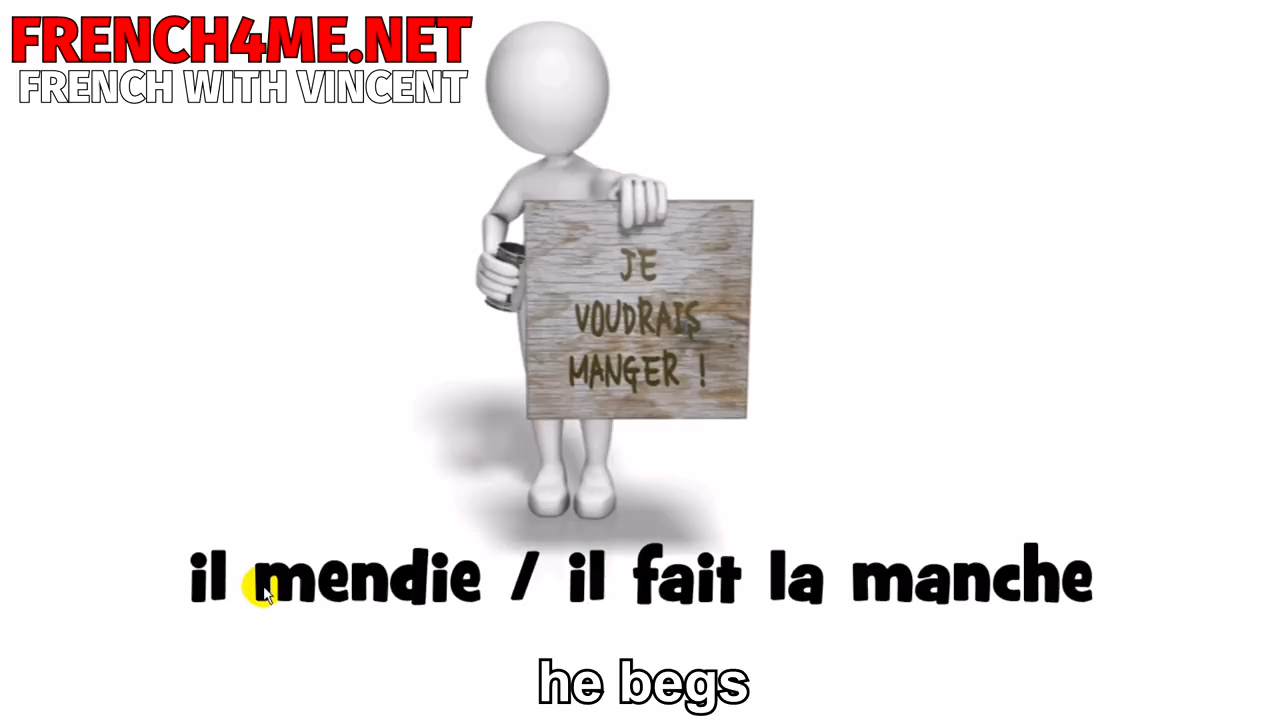 FRENCH4ME.NET
FRENCH WITH VINCENT
JE
VOUDRAIS
MANGER !
il mendie / il fait la manche
he begs